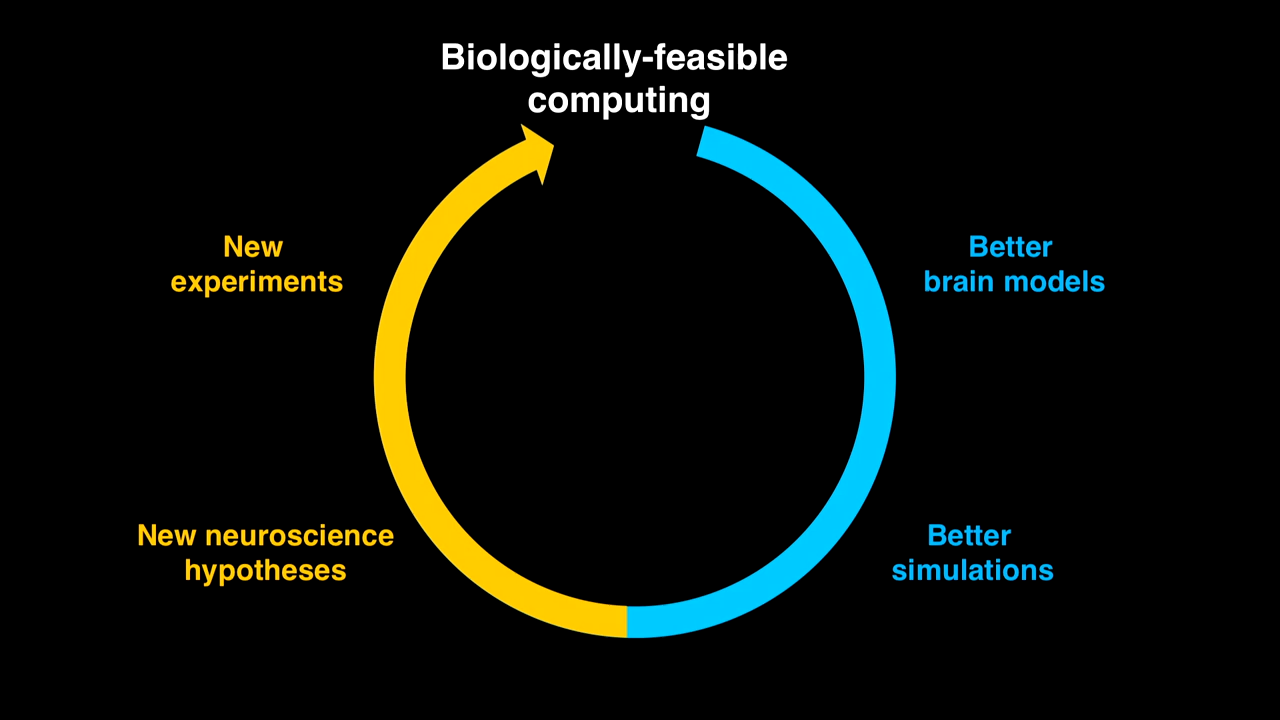 Biologically-feasible
computing
New
experiments
Better
brain models
New neuroscience
hypotheses
Better
simulations